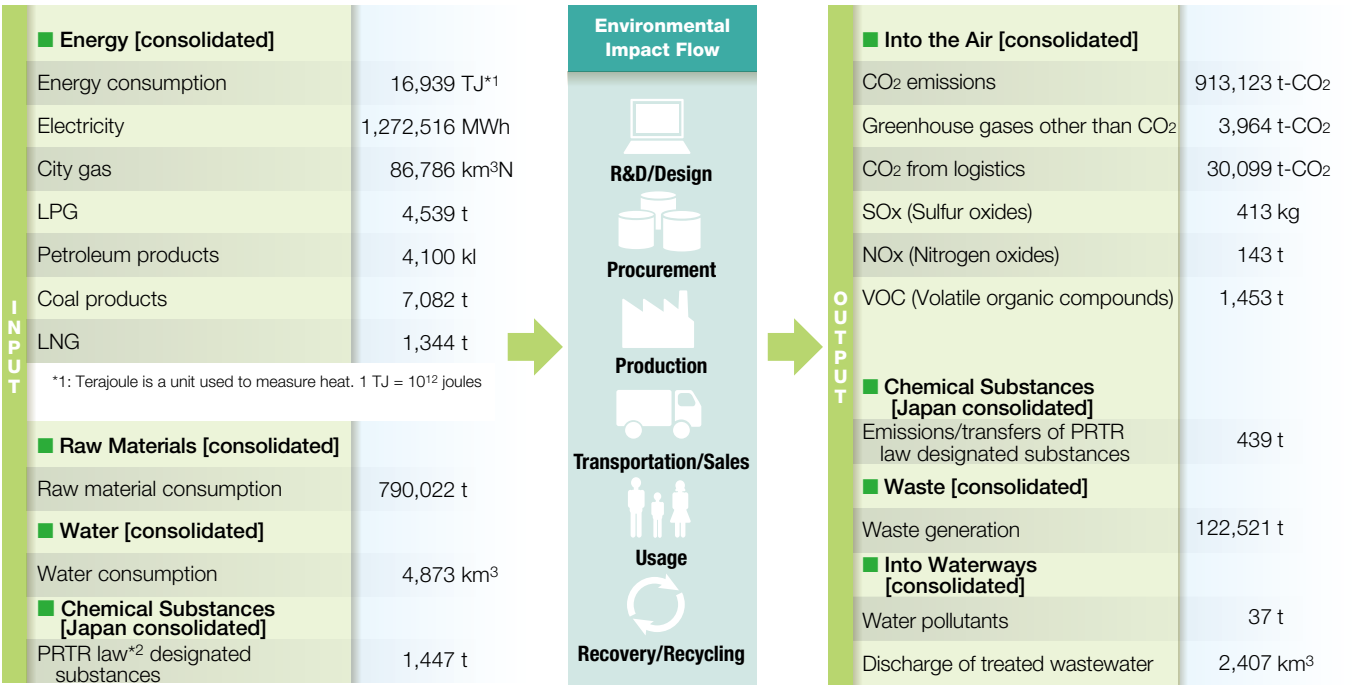 INPUT
■ Energy [consolidated]
Energy consumption 16,939 TJ*1
Electricity 1,272,516 MWh
City gas 86,786 km³N
LPG 4,539 t
Petroleum products 4,100 kl
Coal products 7,082 t
LNG 1,344 t
*1: Terajoule is a unit used to measure heat. 1 TJ = 10¹² joules
■ Raw Materials [consolidated]
Raw material consumption 790,022 t
■ Water [consolidated]
Water consumption 4,873 km³
■ Chemical Substances
[Japan consolidated]
PRTR law*2 designated
substances 1,447 t
Environmental
Impact Flow
R&D/Design
Procurement
Production
Transportation/Sales
Usage
Recovery/Recycling
OUTPUT
■ Into the Air [consolidated]
CO2 emissions 913,123 t-CO2
Greenhouse gases other than CO2 3,964 t-CO2
CO2 from logistics 30,099 t-CO2
SOx (Sulfur oxides) 413 kg
NOx (Nitrogen oxides) 143 t
VOC (Volatile organic compounds) 1,453 t
■ Chemical Substances
[Japan consolidated]
Emissions/transfers of PRTR
law designated substances 439 t
■ Waste [consolidated]
Waste generation 122,521 t
■ Into Waterways
[consolidated]
Water pollutants 37 t
Discharge of treated wastewater 2,407 km³